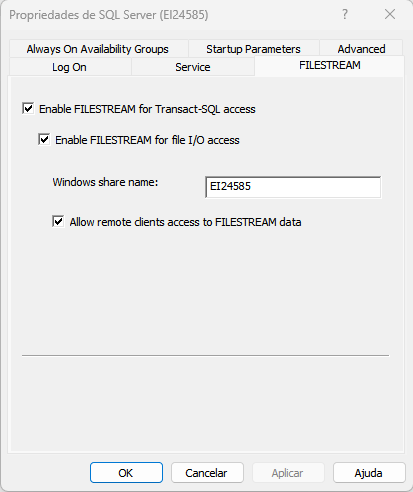 Propriedades de SQL Server (EI24585)
Always On Availability Groups Startup Parameters Advanced
Log On Service FILESTREAM
Enable FILESTREAM for Transact-SQL access
Enable FILESTREAM for file I/O access
Windows share name: EI24585
Allow remote clients access to FILESTREAM data
OK Cancelar Aplicar Ajuda